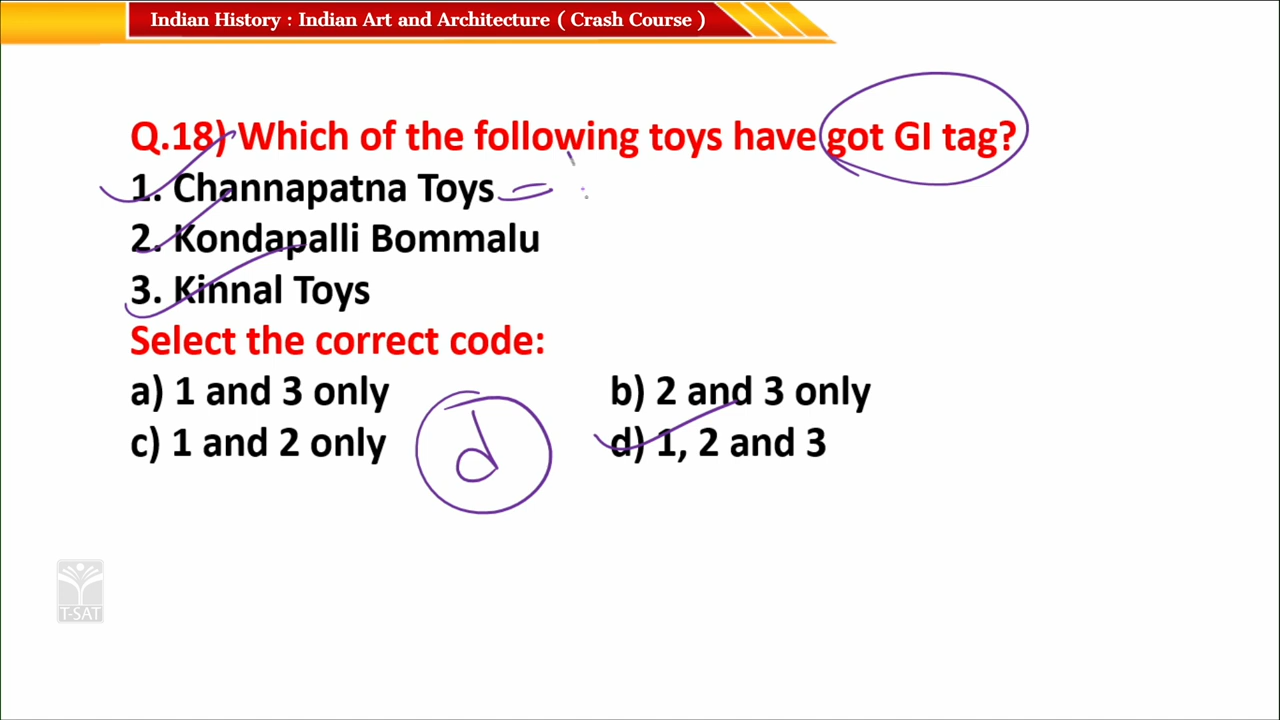 Indian History : Indian Art and Architecture ( Crash Course )
Q.18) Which of the following toys have got GI tag?
1. Channapatna Toys =
2. Kondapalli Bommalu
3. Kinnal Toys
Select the correct code:
a) 1 and 3 only b) 2 and 3 only
c) 1 and 2 only d) 1, 2 and 3
d
T-SAT